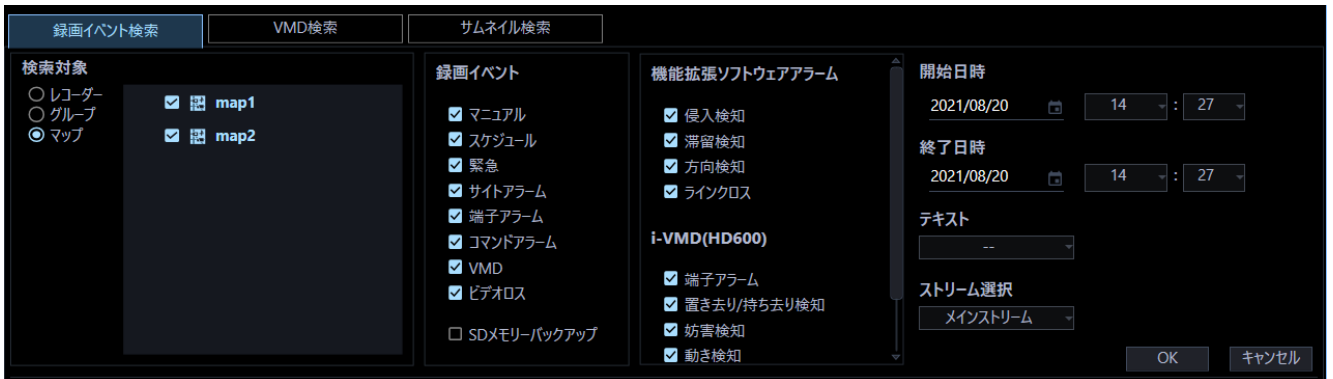 録画イベント検索
VMD検索
サムネイル検索
検索対象
レコーダー
グループ
マップ
map1
map2
録画イベント
マニュアル
スケジュール
緊急
サイトアラーム
端子アラーム
コマンドアラーム
VMD
ビデオロス
SDメモリーバックアップ
機能拡張ソフトウェアアラーム
侵入検知
滞留検知
方向検知
ラインクロス
i-VMD(HD600)
端子アラーム
置き去り/持ち去り検知
妨害検知
動き検知
開始日時
2021/08/20 14 : 27
終了日時
2021/08/20 14 : 27
テキスト
--
ストリーム選択
メインストリーム
OK キャンセル